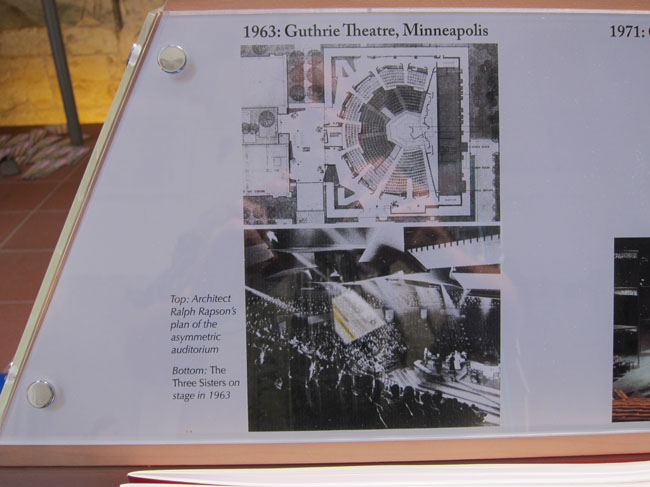 1963: Guthrie Theatre, Minneapolis
1971:
Top: Architect
Ralph Rapson's
plan of the
asymmetric
auditorium
Bottom: The
Three Sisters on
stage in 1963